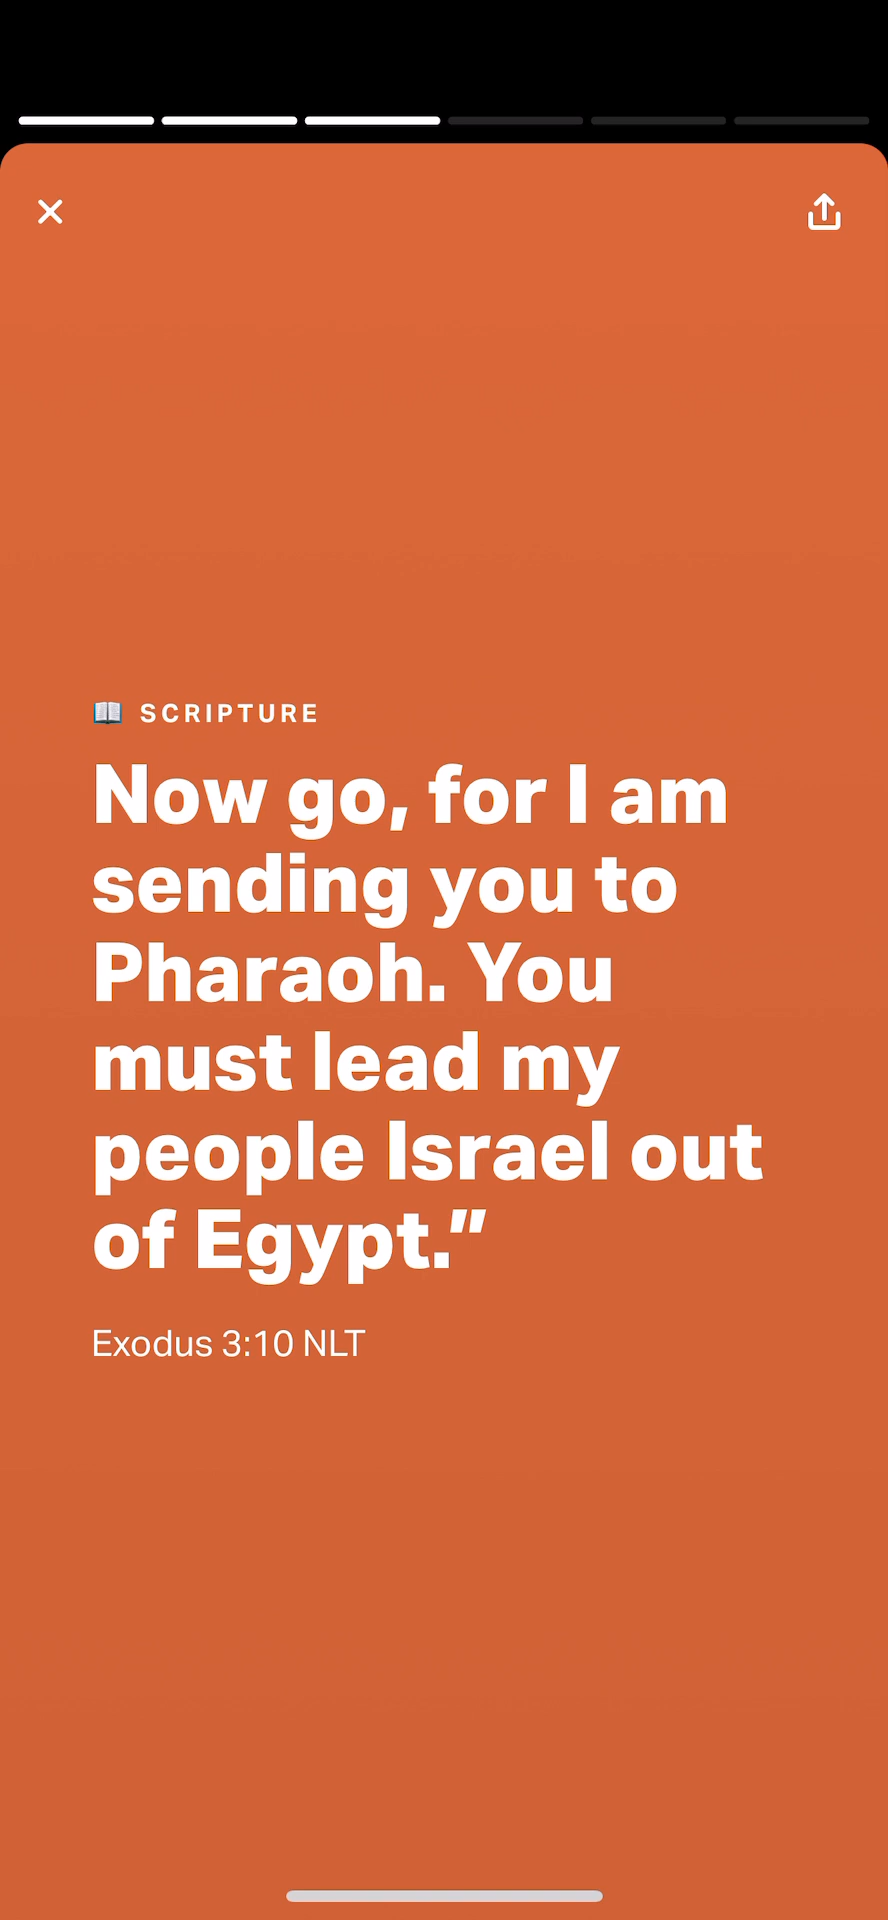 SCRIPTURE
Now go, for I am
sending you to
Pharaoh. You
must lead my
people Israel out
of Egypt.”
Exodus 3:10 NLT